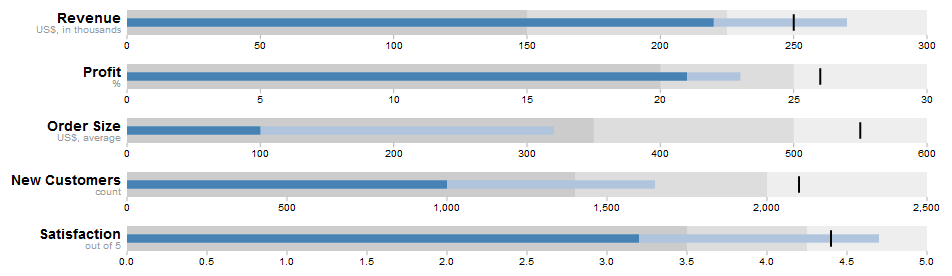 Revenue
US$, in thousands
0 50 100 150 200 250 300
Profit
%
0 5 10 15 20 25 30
Order Size
US$, average
0 100 200 300 400 500 600
New Customers
count
0 500 1,000 1,500 2,000 2,500
Satisfaction
out of 5
0.0 0.5 1.0 1.5 2.0 2.5 3.0 3.5 4.0 4.5 5.0